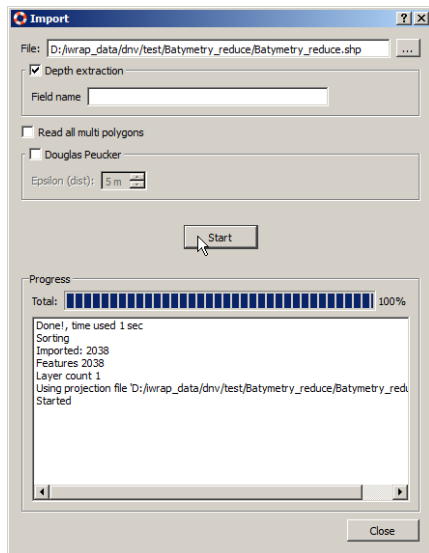 Import
File: D:/iwrap_data/dnv/test/Batymetry_reduce/Batymetry_reduce.shp ...
Depth extraction
Field name
Read all multi polygons
Douglas Peucker
Epsilon (dist): 5 m
Start
Progress
Total: 100%
Done!, time used 1 sec
Sorting
Imported: 2038
Features 2038
Layer count 1
Using projection file 'D:/iwrap_data/dnv/test/Batymetry_reduce/Batymetry_redu
Started
Close